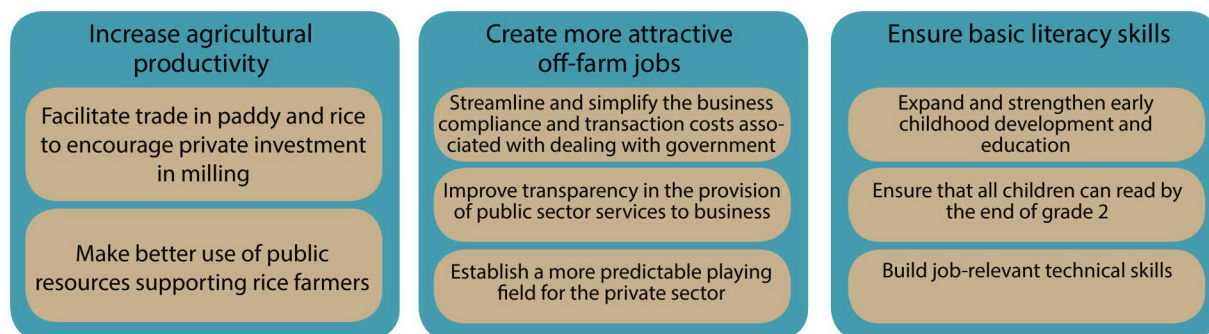 Increase agricultural
productivity
Facilitate trade in paddy and rice
to encourage private investment
in milling
Make better use of public
resources supporting rice farmers
Create more attractive
off-farm jobs
Streamline and simplify the business
compliance and transaction costs asso-
ciated with dealing with government
Improve transparency in the provision
of public sector services to business
Establish a more predictable playing
field for the private sector
Ensure basic literacy skills
Expand and strengthen early
childhood development and
education
Ensure that all children can read by
the end of grade 2
Build job-relevant technical skills